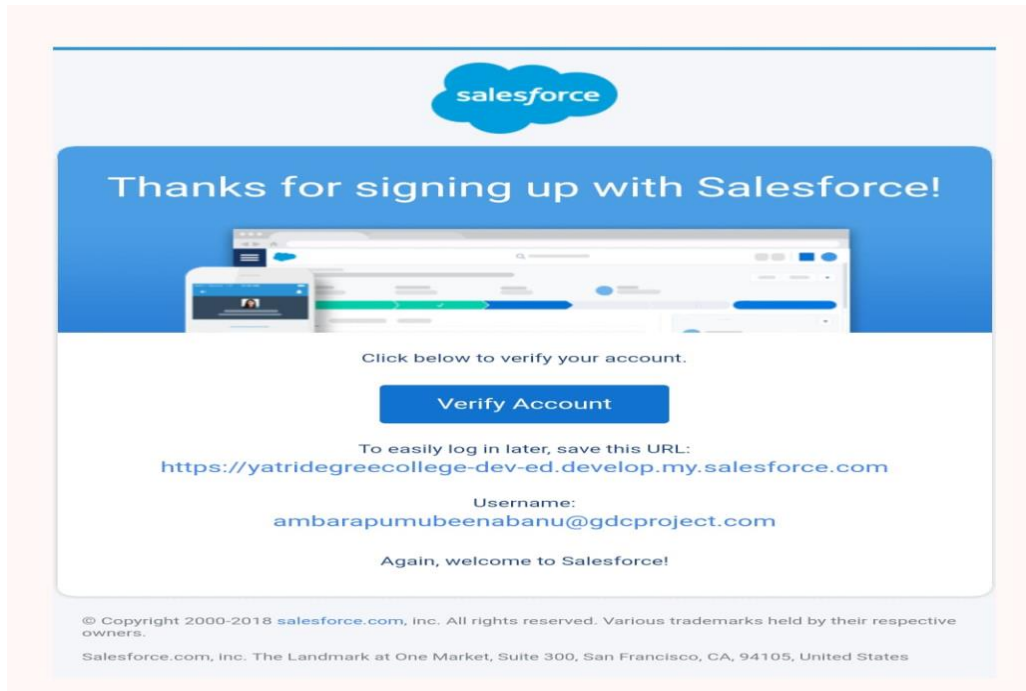 salesforce
Thanks for signing up with Salesforce!
Click below to verify your account.
Verify Account
To easily log in later, save this URL:
https://yatridegreecollege-dev-ed.develop.my.salesforce.com
Username:
ambarapumubeenabanu@gdcproject.com
Again, welcome to Salesforce!
© Copyright 2000-2018 salesforce.com, inc. All rights reserved. Various trademarks held by their respective
owners.
Salesforce.com, inc. The Landmark at One Market, Suite 300, San Francisco, CA, 94105, United States